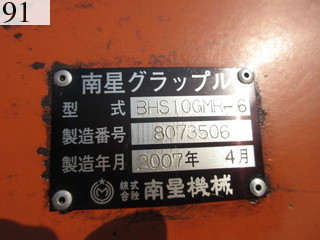 91
南星グラップル
型式 BHS10GMR-6
製造番号 8073506
製造年月 2007年 4月
株式会社 南星機械